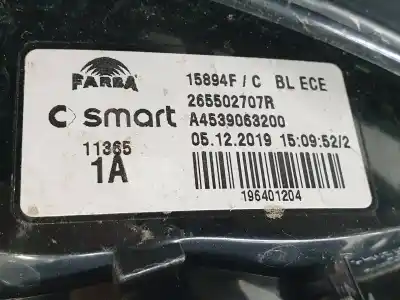 FARBA
15894F / C BL ECE
265502707R
smart
A4539063200
11365
05.12.2019 15:09:52/2
1A
196401204